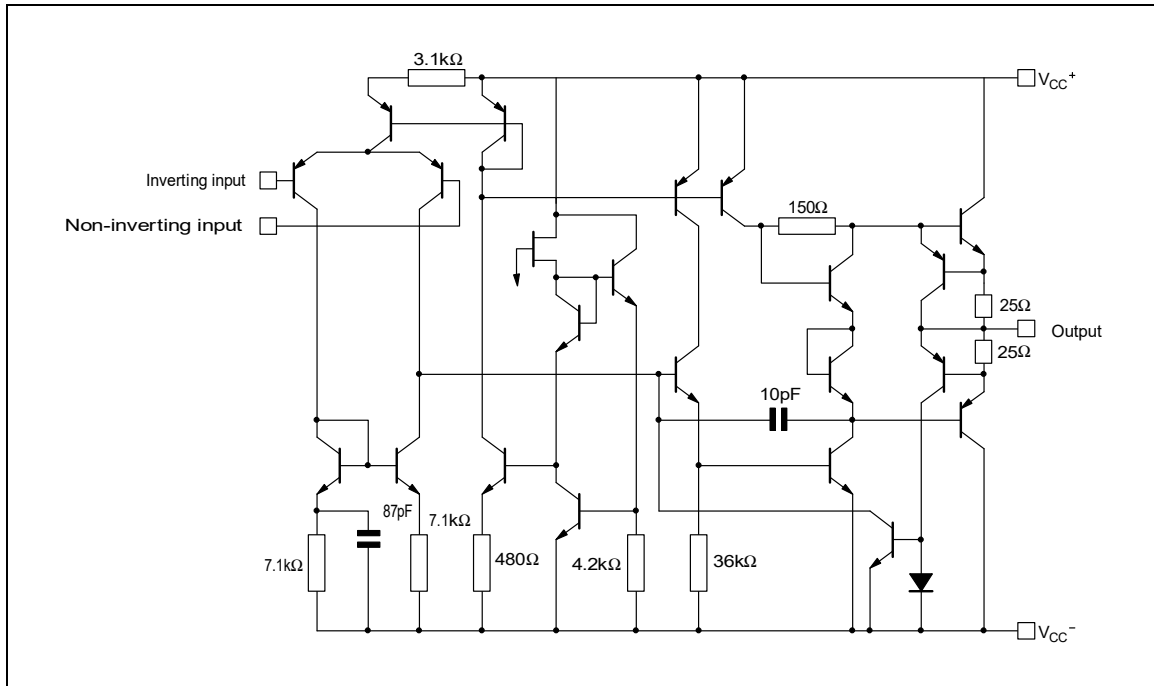 3.1kΩ
VCC+
Inverting input
Non-inverting input
150Ω
25Ω
Output
25Ω
10pF
87pF
7.1kΩ
7.1kΩ
480Ω
4.2kΩ
36kΩ
VCC−